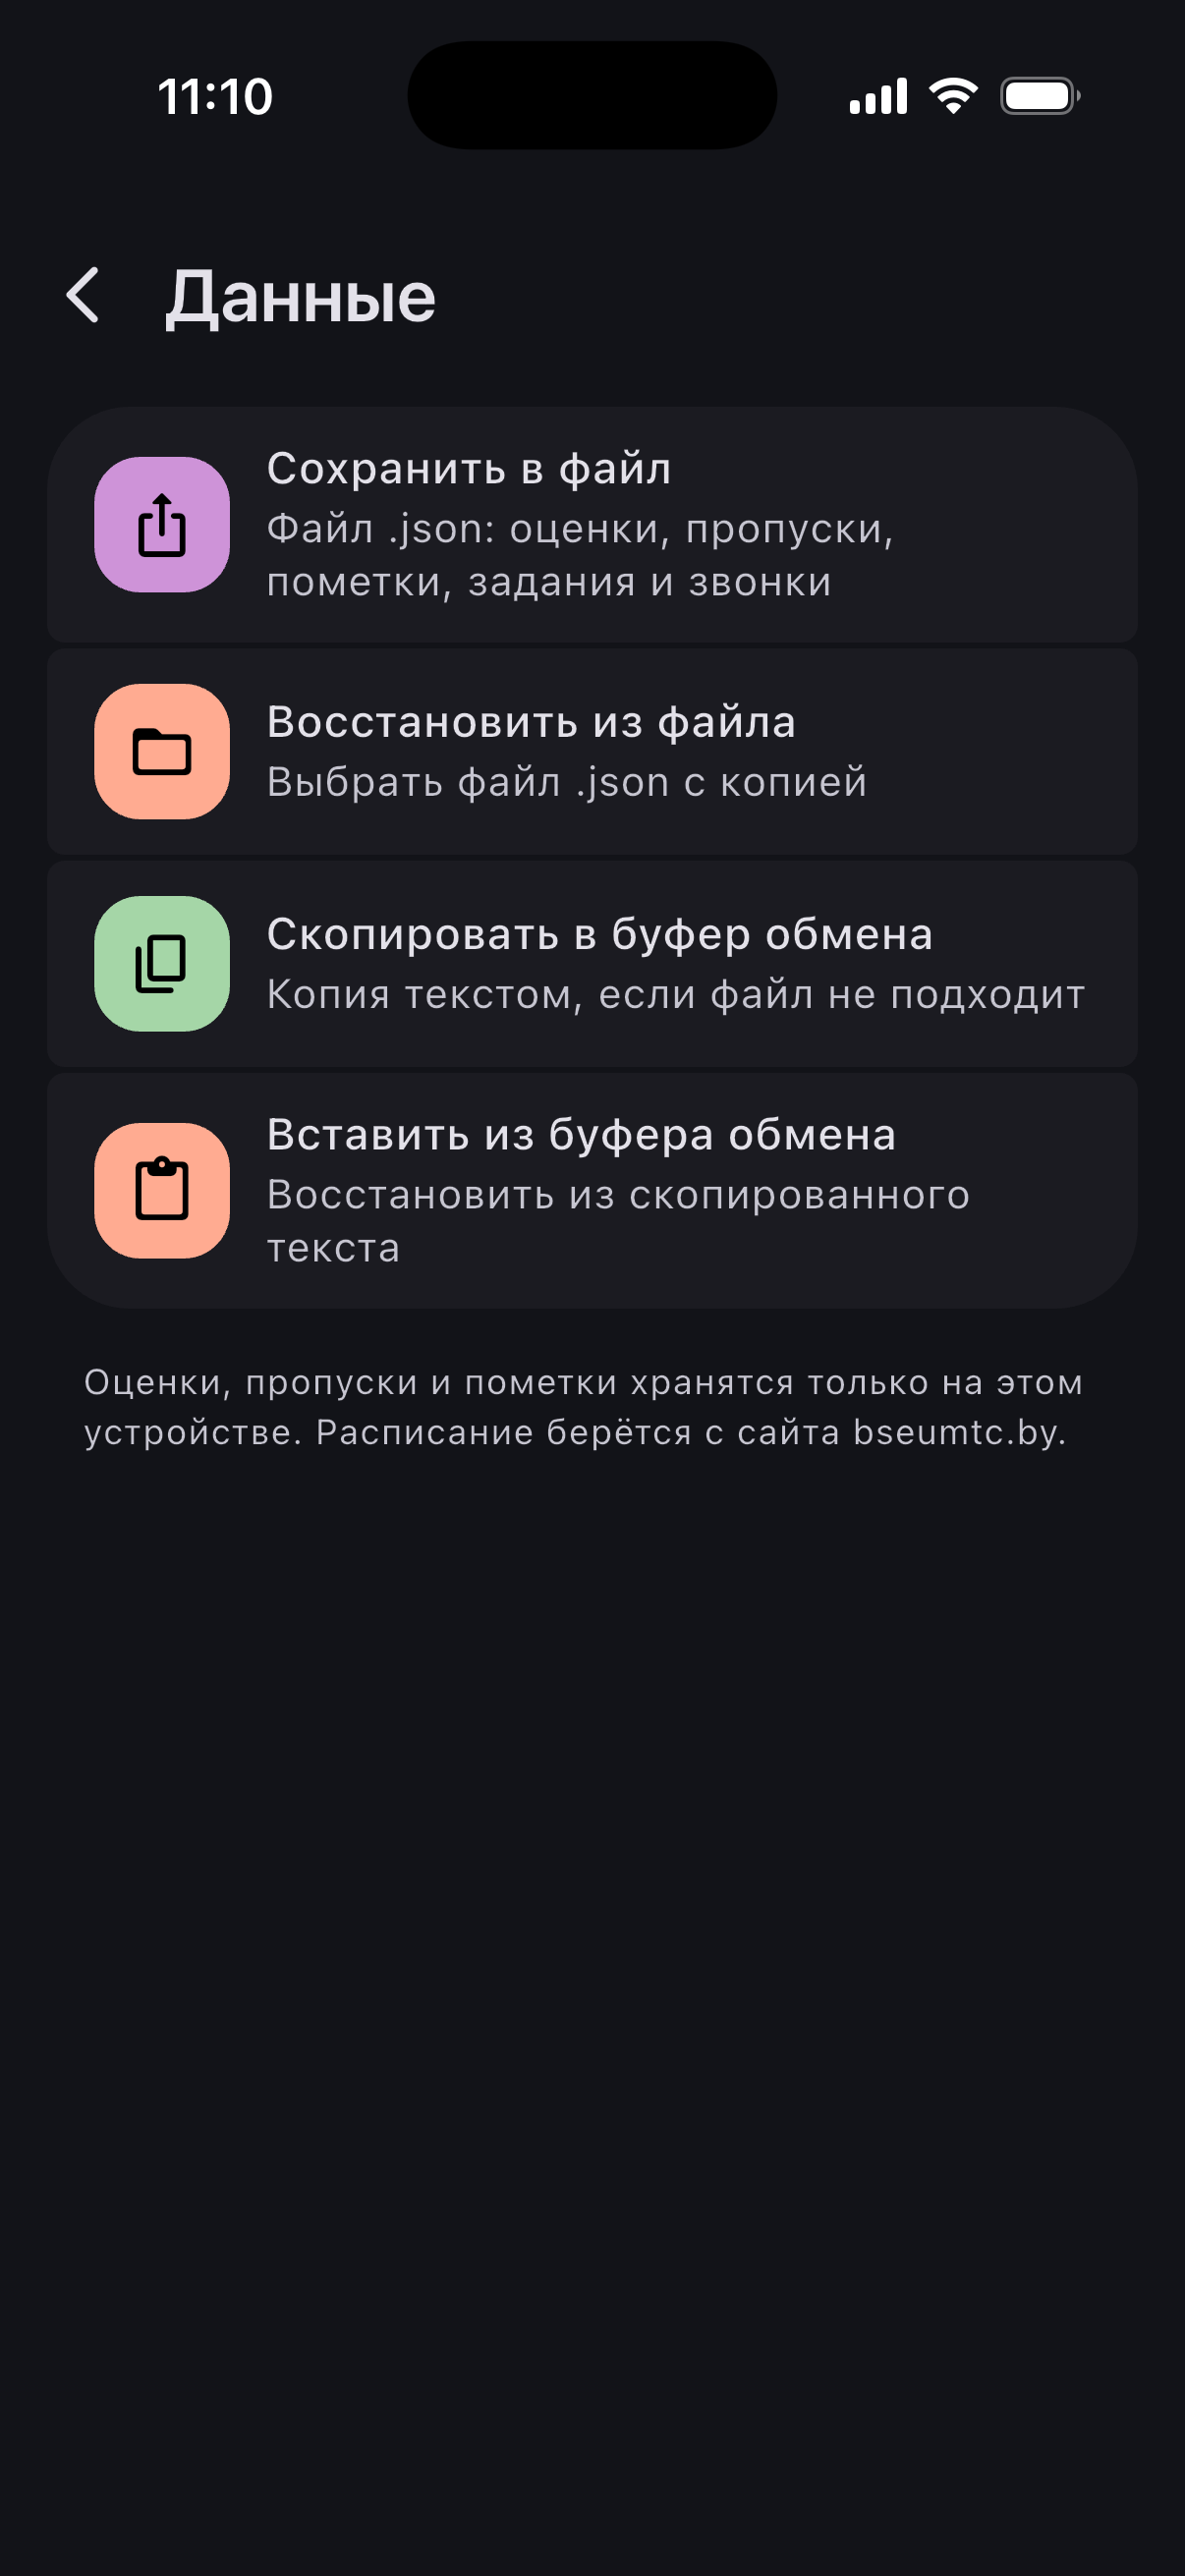 11:10
Данные
Сохранить в файл
Файл .json: оценки, пропуски,
пометки, задания и звонки
Восстановить из файла
Выбрать файл .json с копией
Скопировать в буфер обмена
Копия текстом, если файл не подходит
Вставить из буфера обмена
Восстановить из скопированного
текста
Оценки, пропуски и пометки хранятся только на этом
устройстве. Расписание берётся с сайта bseumtc.by.